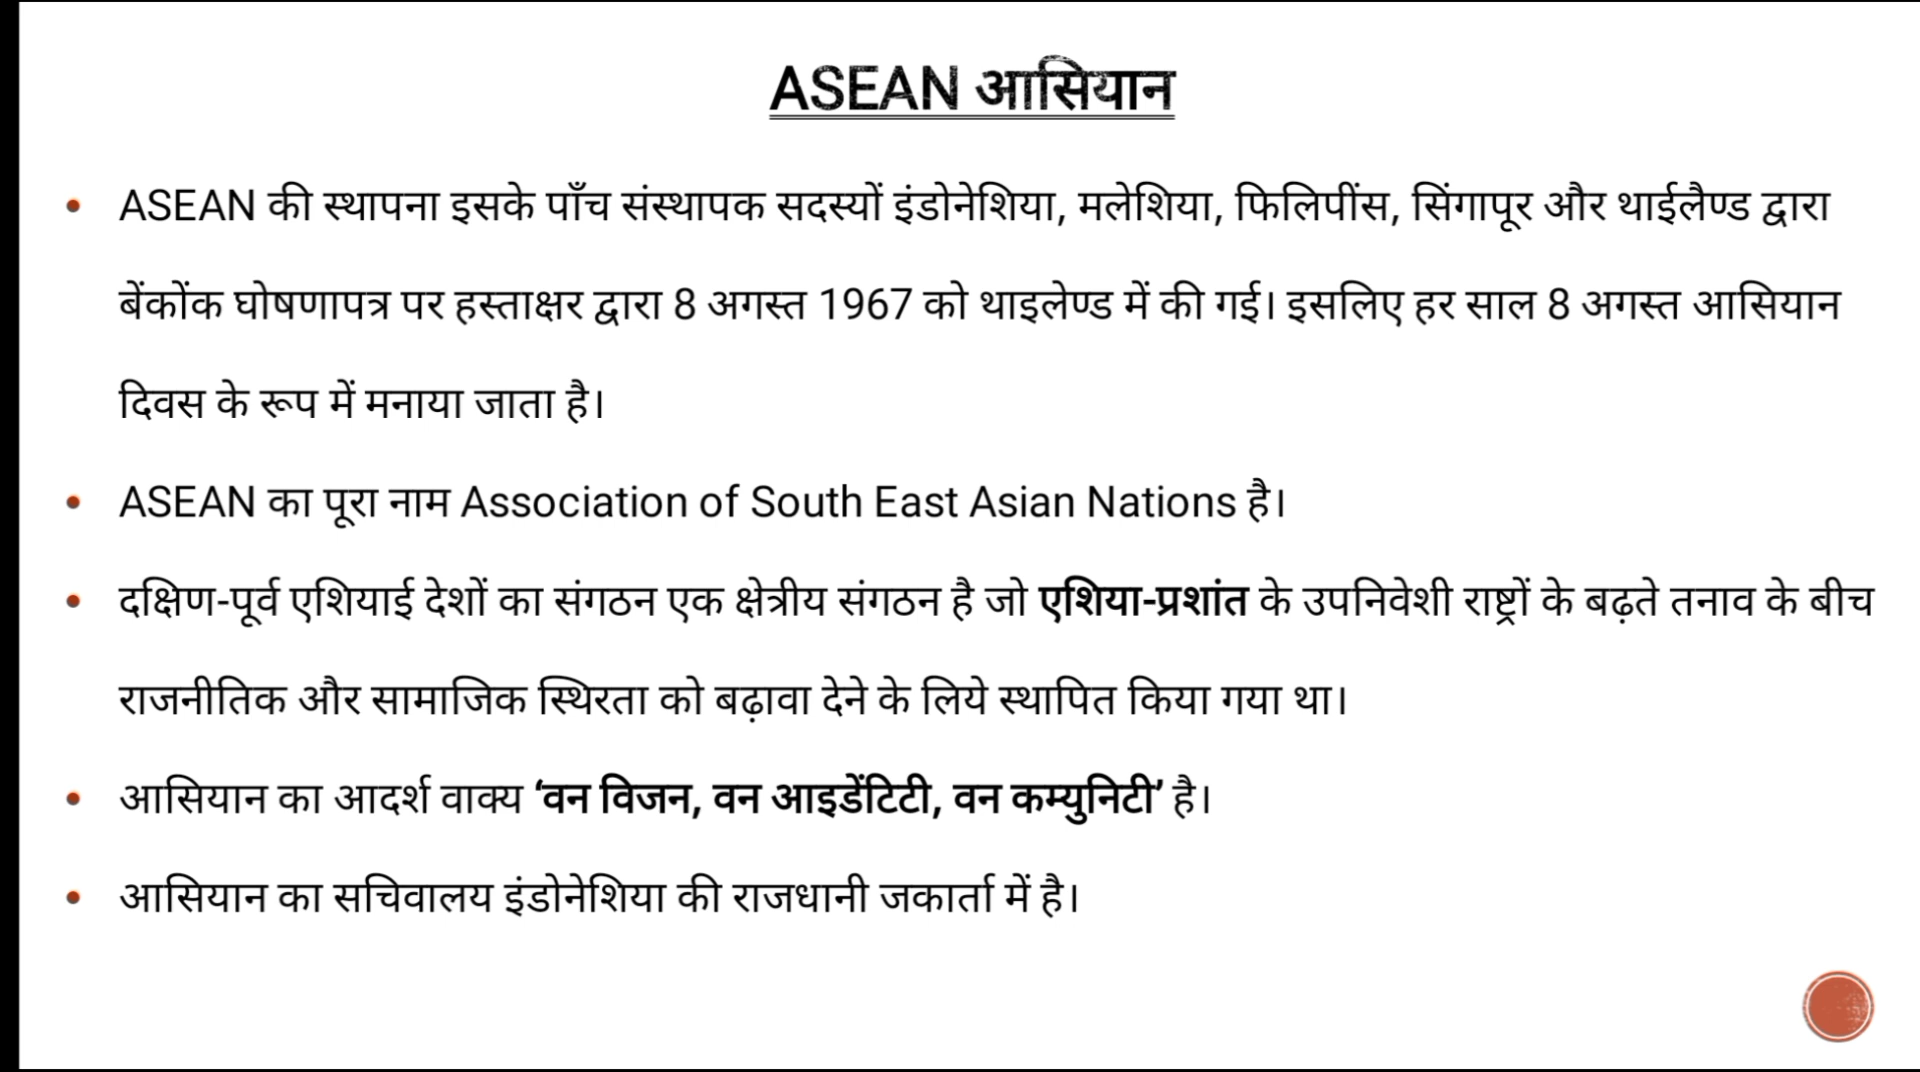 ASEAN आसियान
ASEAN की स्थापना इसके पाँच संस्थापक सदस्यों इंडोनेशिया, मलेशिया, फिलिपींस, सिंगापूर और थाईलैण्ड द्वारा
बेंकोंक घोषणापत्र पर हस्ताक्षर द्वारा 8 अगस्त 1967 को थाइलेण्ड में की गई। इसलिए हर साल 8 अगस्त आसियान
दिवस के रूप में मनाया जाता है।
ASEAN का पूरा नाम Association of South East Asian Nations है।
दक्षिण-पूर्व एशियाई देशों का संगठन एक क्षेत्रीय संगठन है जो एशिया-प्रशांत के उपनिवेशी राष्ट्रों के बढ़ते तनाव के बीच
राजनीतिक और सामाजिक स्थिरता को बढ़ावा देने के लिये स्थापित किया गया था।
आसियान का आदर्श वाक्य ‘वन विजन, वन आइडेंटिटी, वन कम्युनिटी’ है।
आसियान का सचिवालय इंडोनेशिया की राजधानी जकार्ता में है।